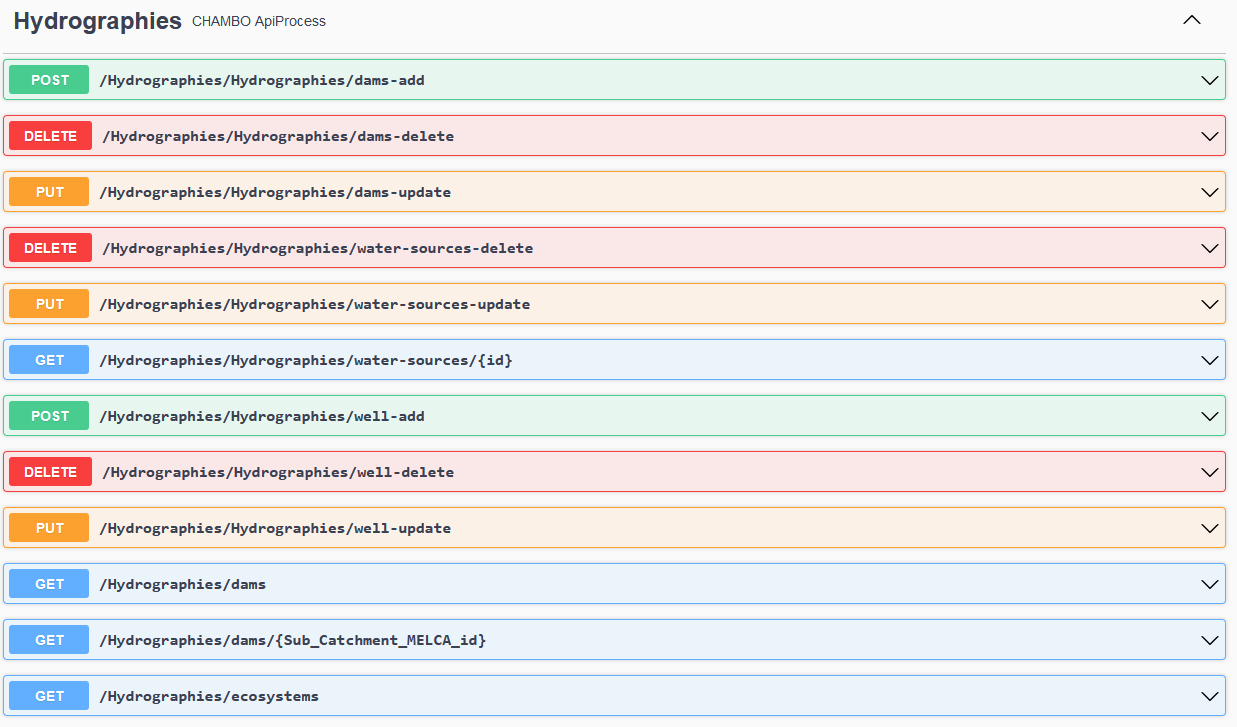 Hydrographies CHAMBO ApiProcess
POST /Hydrographies/Hydrographies/dams-add
DELETE /Hydrographies/Hydrographies/dams-delete
PUT /Hydrographies/Hydrographies/dams-update
DELETE /Hydrographies/Hydrographies/water-sources-delete
PUT /Hydrographies/Hydrographies/water-sources-update
GET /Hydrographies/Hydrographies/water-sources/{id}
POST /Hydrographies/Hydrographies/well-add
DELETE /Hydrographies/Hydrographies/well-delete
PUT /Hydrographies/Hydrographies/well-update
GET /Hydrographies/dams
GET /Hydrographies/dams/{Sub_Catchment_MELCA_id}
GET /Hydrographies/ecosystems